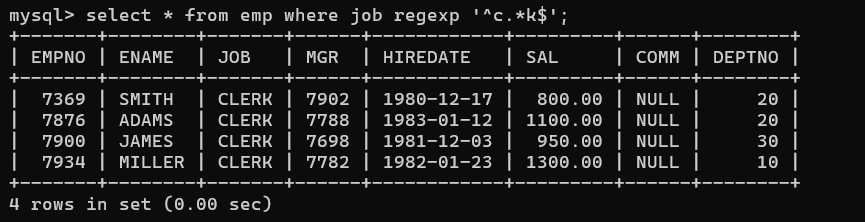 mysql> select * from emp where job regexp '^c.*k$';
+-------+--------+-------+------+------------+---------+------+--------+
| EMPNO | ENAME  | JOB   | MGR  | HIREDATE   | SAL     | COMM | DEPTNO |
+-------+--------+-------+------+------------+---------+------+--------+
|  7369 | SMITH  | CLERK | 7902 | 1980-12-17 |  800.00 | NULL |     20 |
|  7876 | ADAMS  | CLERK | 7788 | 1983-01-12 | 1100.00 | NULL |     20 |
|  7900 | JAMES  | CLERK | 7698 | 1981-12-03 |  950.00 | NULL |     30 |
|  7934 | MILLER | CLERK | 7782 | 1982-01-23 | 1300.00 | NULL |     10 |
+-------+--------+-------+------+------------+---------+------+--------+
4 rows in set (0.00 sec)